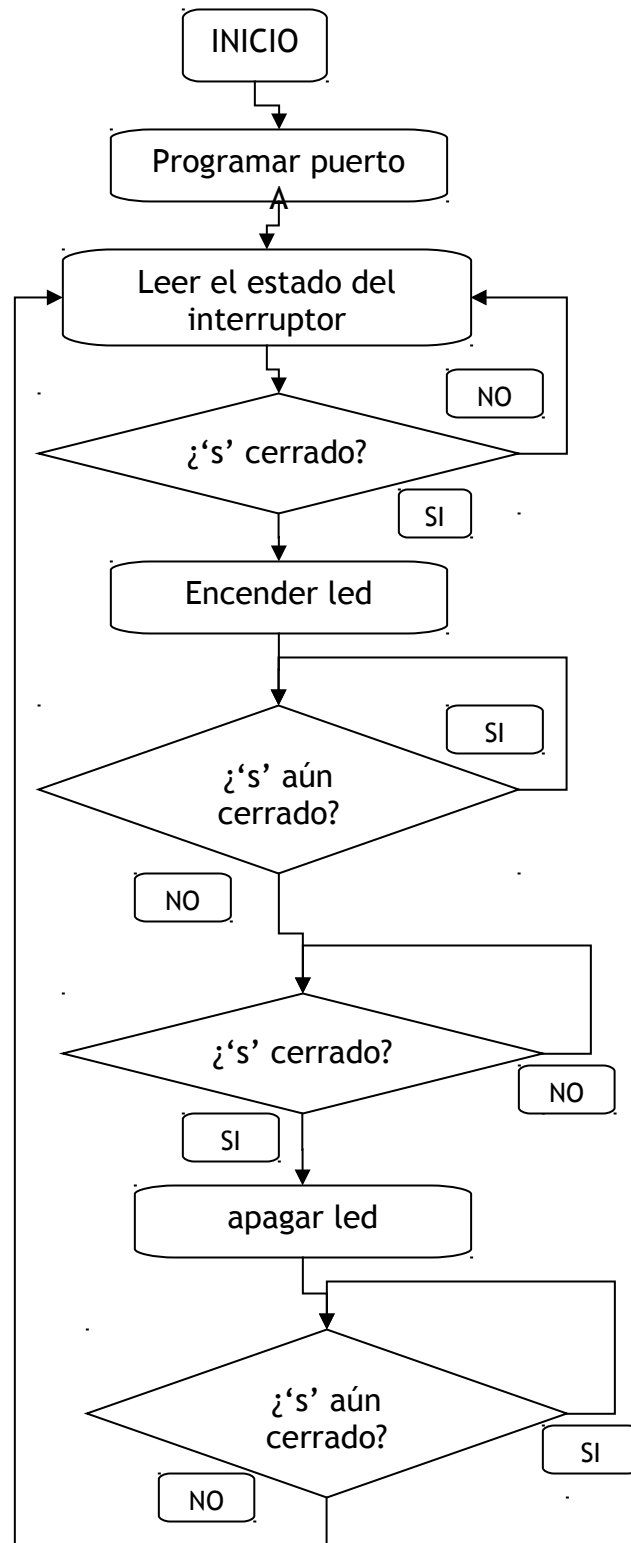 INICIO
Programar puerto
A
Leer el estado del
interruptor
NO
¿‘s’ cerrado?
SI
Encender led
SI
¿‘s’ aún
cerrado?
NO
¿‘s’ cerrado?
NO
SI
apagar led
¿‘s’ aún
cerrado?
SI
NO